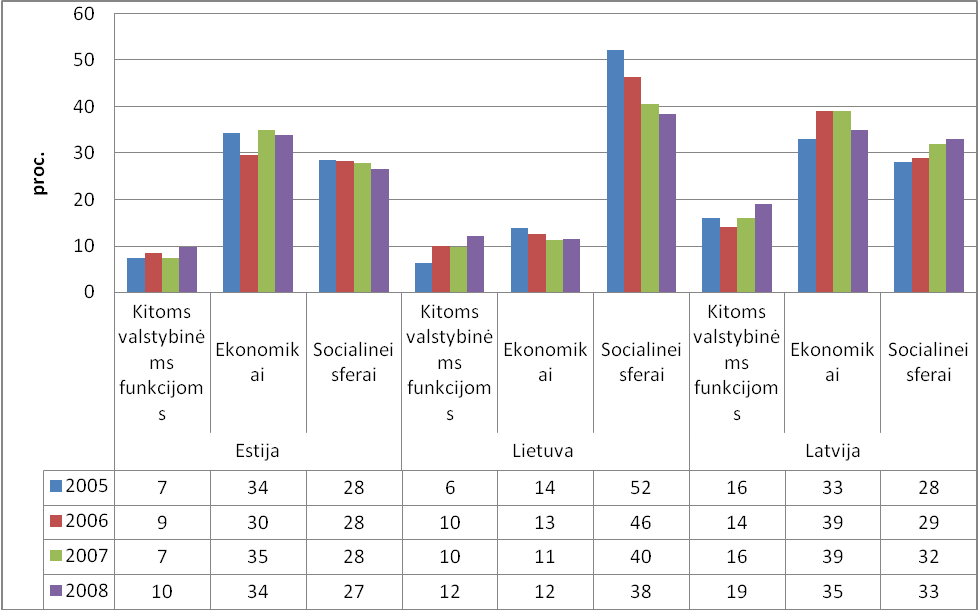 60
50
40
30
20
10
0
proc.
Kitoms
valstybinė
ms
funkcijom
s
Ekonomik
ai
Socialinei
sferai
Kitoms
valstybinė
ms
funkcijom
s
Ekonomik
ai
Socialinei
sferai
Kitoms
valstybinė
ms
funkcijom
s
Ekonomik
ai
Socialinei
sferai
Estija Lietuva Latvija
2005 7 34 28 6 14 52 16 33 28
2006 9 30 28 10 13 46 14 39 29
2007 7 35 28 10 11 40 16 39 32
2008 10 34 27 12 12 38 19 35 33